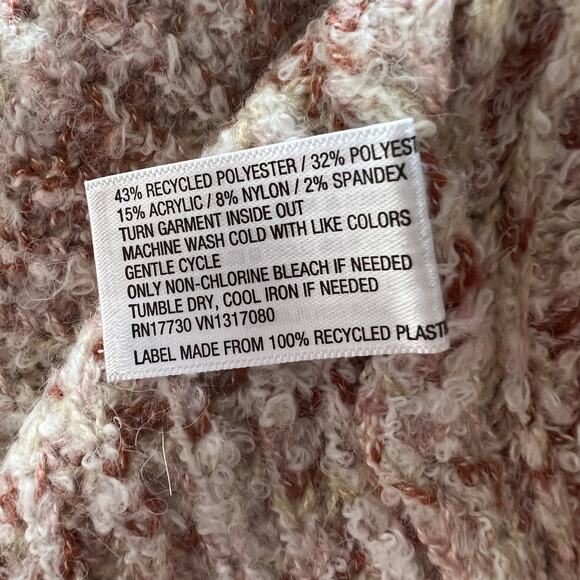 43% RECYCLED POLYESTER / 32% POLYEST
15% ACRYLIC / 8% NYLON / 2% SPANDEX
TURN GARMENT INSIDE OUT
MACHINE WASH COLD WITH LIKE COLORS
GENTLE CYCLE
ONLY NON-CHLORINE BLEACH IF NEEDED
TUMBLE DRY, COOL IRON IF NEEDED
RN17730 VN1317080
LABEL MADE FROM 100% RECYCLED PLASTI